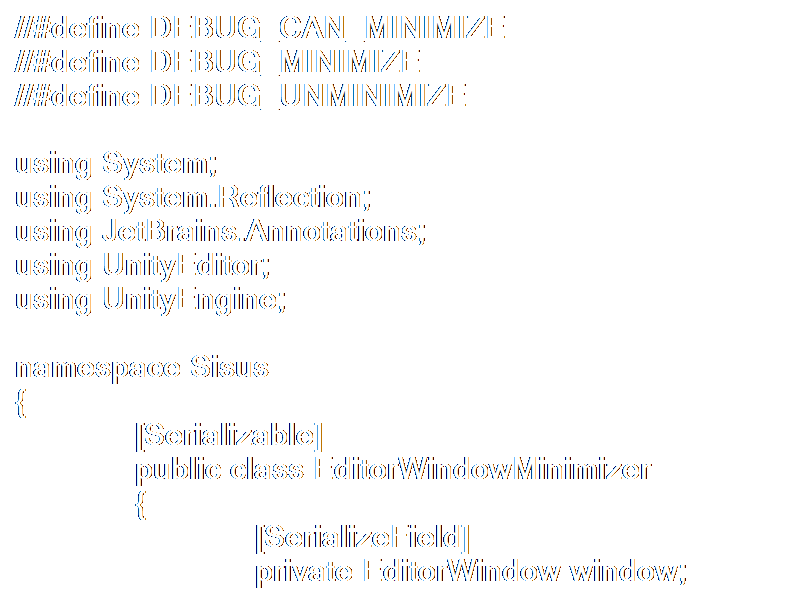 //#define DEBUG_CAN_MINIMIZE
//#define DEBUG_MINIMIZE
//#define DEBUG_UNMINIMIZE

using System;
using System.Reflection;
using JetBrains.Annotations;
using UnityEditor;
using UnityEngine;

namespace Sisus
{
[Serializable]
public class EditorWindowMinimizer
{
[SerializeField]
private EditorWindow window;